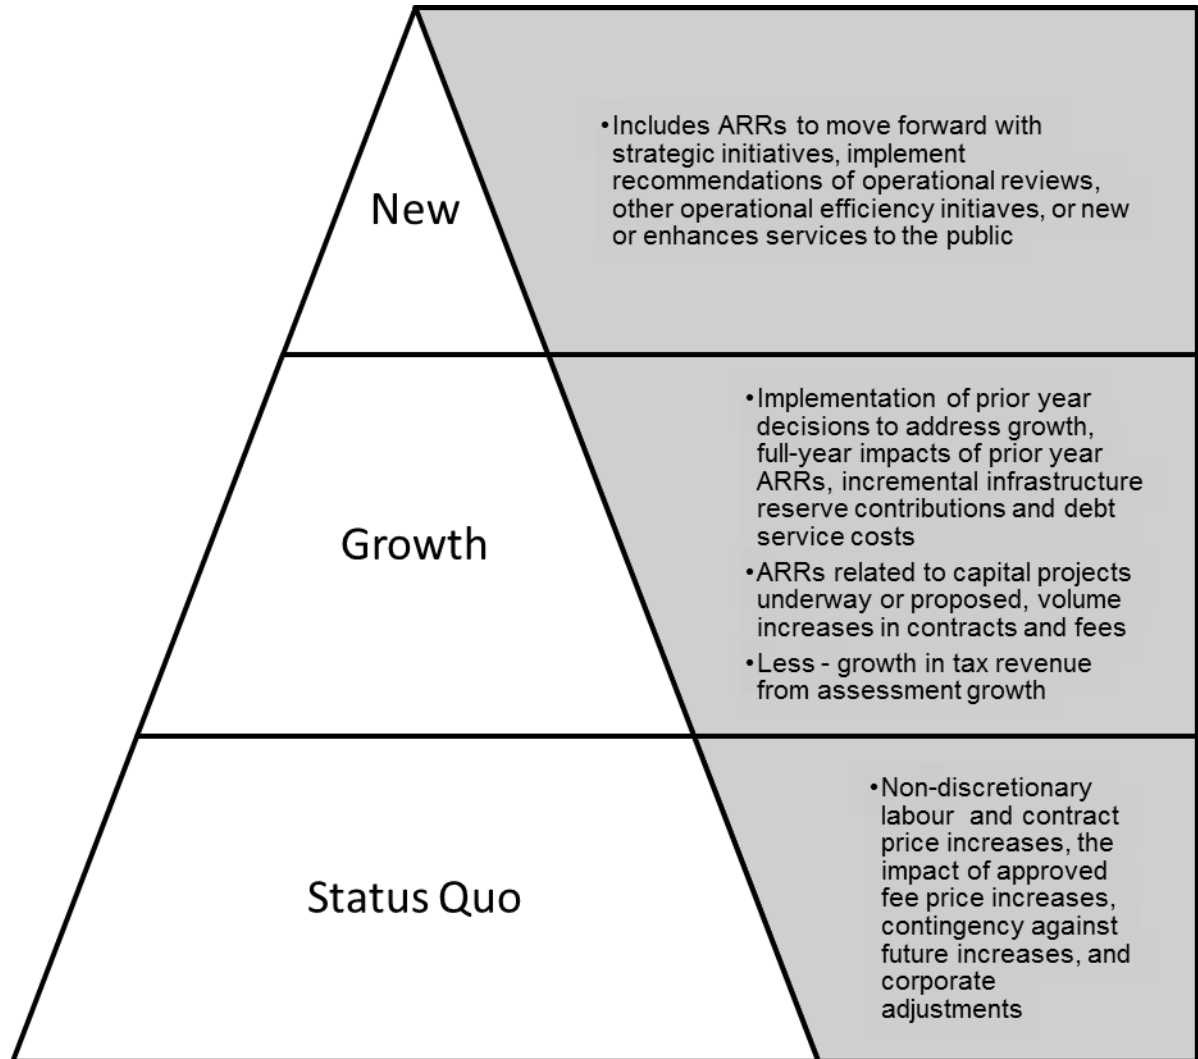 New
•Includes ARRs to move forward with
strategic initiatives, implement
recommendations of operational reviews,
other operational efficiency initiaves, or new
or enhances services to the public
Growth
•Implementation of prior year
decisions to address growth,
full-year impacts of prior year
ARRs, incremental infrastructure
reserve contributions and debt
service costs
•ARRs related to capital projects
underway or proposed, volume
increases in contracts and fees
•Less - growth in tax revenue
from assessment growth
Status Quo
•Non-discretionary
labour and contract
price increases, the
impact of approved
fee price increases,
contingency against
future increases, and
corporate
adjustments